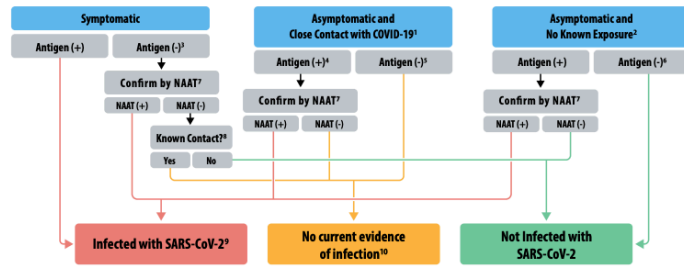 Symptomatic
Asymptomatic and
Close Contact with COVID-19¹
Asymptomatic and
No Known Exposure²
Antigen (+)
Antigen (-)³
Antigen (+)⁴
Antigen (-)⁵
Antigen (+)
Antigen (-)⁶
Confirm by NAAT⁷
Confirm by NAAT⁷
Confirm by NAAT⁷
NAAT (+)
NAAT (-)
NAAT (+)
NAAT (-)
NAAT (+)
NAAT (-)
Known Contact?⁸
Yes
No
Infected with SARS-CoV-2⁹
No current evidence
of infection¹⁰
Not Infected with
SARS-CoV-2